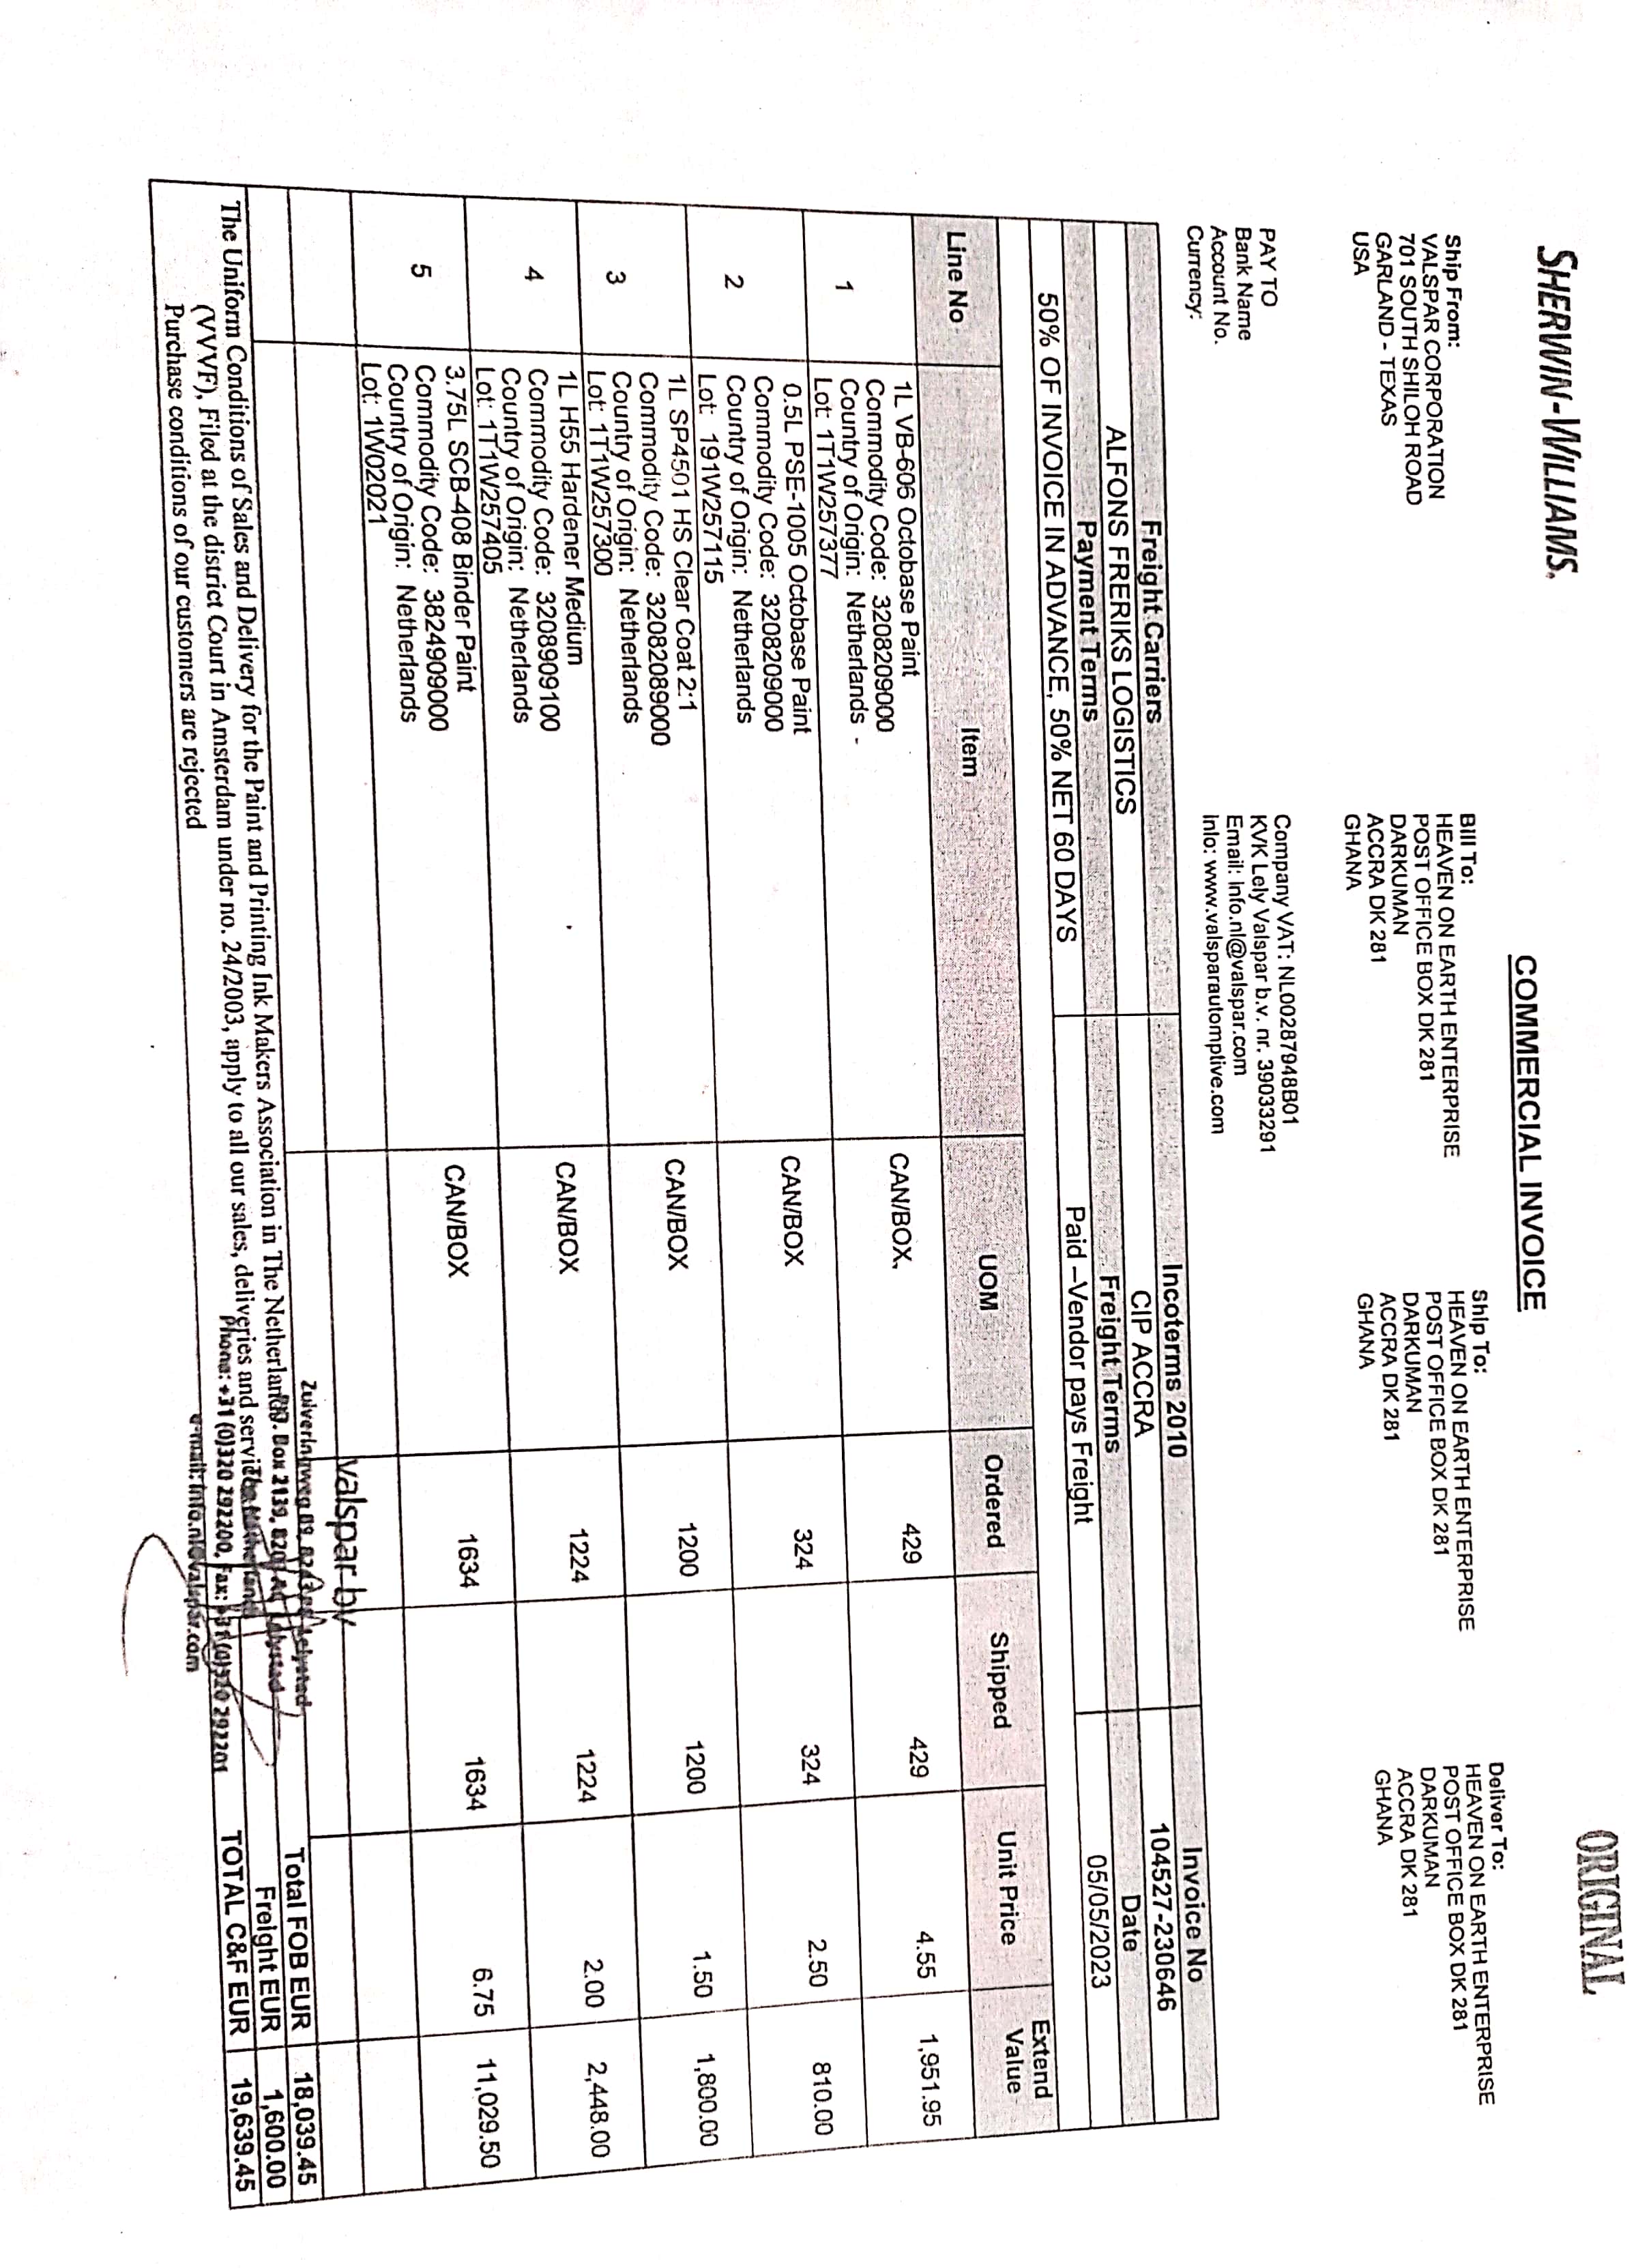 SHERWIN-WILLIAMS.
COMMERCIAL INVOICE
ORIGINAL
Ship From:
VALSPAR CORPORATION
701 SOUTH SHILOH ROAD
GARLAND - TEXAS
USA
Bill To:
HEAVEN ON EARTH ENTERPRISE
POST OFFICE BOX DK 281
DARKUMAN
ACCRA DK 281
GHANA
Ship To:
HEAVEN ON EARTH ENTERPRISE
POST OFFICE BOX DK 281
DARKUMAN
ACCRA DK 281
GHANA
Deliver To:
HEAVEN ON EARTH ENTERPRISE
POST OFFICE BOX DK 281
DARKUMAN
ACCRA DK 281
GHANA
PAY TO
Bank Name
Account No.
Currency:
Company VAT: NL00287948B01
KVK Lely Valspar b.v. nr. 39033291
Email: info.nl@valspar.com
Info: www.valsparautomptive.com
Freight Carriers Incoterms 2010 Invoice No
ALFONS FRERIKS LOGISTICS CIP ACCRA 104527-230646
Payment Terms Freight Terms Date
50% OF INVOICE IN ADVANCE, 50% NET 60 DAYS Paid –Vendor pays Freight 05/05/2023
Line No Item UOM Ordered Shipped Unit Price Extend Value
1 1L VB-606 Octobase Paint CAN/BOX. 429 429 4.55 1,951.95
Commodity Code: 3208209000
Country of Origin: Netherlands -
Lot: 1T1W257377
2 0.5L PSE-1005 Octobase Paint CAN/BOX 324 324 2.50 810.00
Commodity Code: 3208209000
Country of Origin: Netherlands
Lot: 191W257115
3 1L SP4501 HS Clear Coat 2:1 CAN/BOX 1200 1200 1.50 1,800.00
Commodity Code: 3208208900​0
Country of Origin: Netherlands
Lot: 1T1W257300
4 1L H55 Hardener Medium CAN/BOX 1224 1224 2.00 2,448.00
Commodity Code: 3208909100
Country of Origin: Netherlands
Lot: 1T1W257405
5 3.75L SCB-408 Binder Paint CAN/BOX 1634 1634 6.75 11,029.50
Commodity Code: 3824909000
Country of Origin: Netherlands
Lot: 1W02021
Total FOB EUR 18,039.45
Freight EUR 1,600.00
TOTAL C&F EUR 19,639.45
valspar bv
Zuiveringweg 89, Lelystad
P.O. Box 2139, Lelystad
The Netherlands
Phone: +31 (0)320 292200, Fax: +31 (0)320 292201
e-mail: info.nl@valspar.com
The Uniform Conditions of Sales and Delivery for the Paint and Printing Ink Makers Association in The Netherlands.
(VVVF), Filed at the district Court in Amsterdam under no. 24/2003, apply to all our sales, deliveries and services
Purchase conditions of our customers are rejected